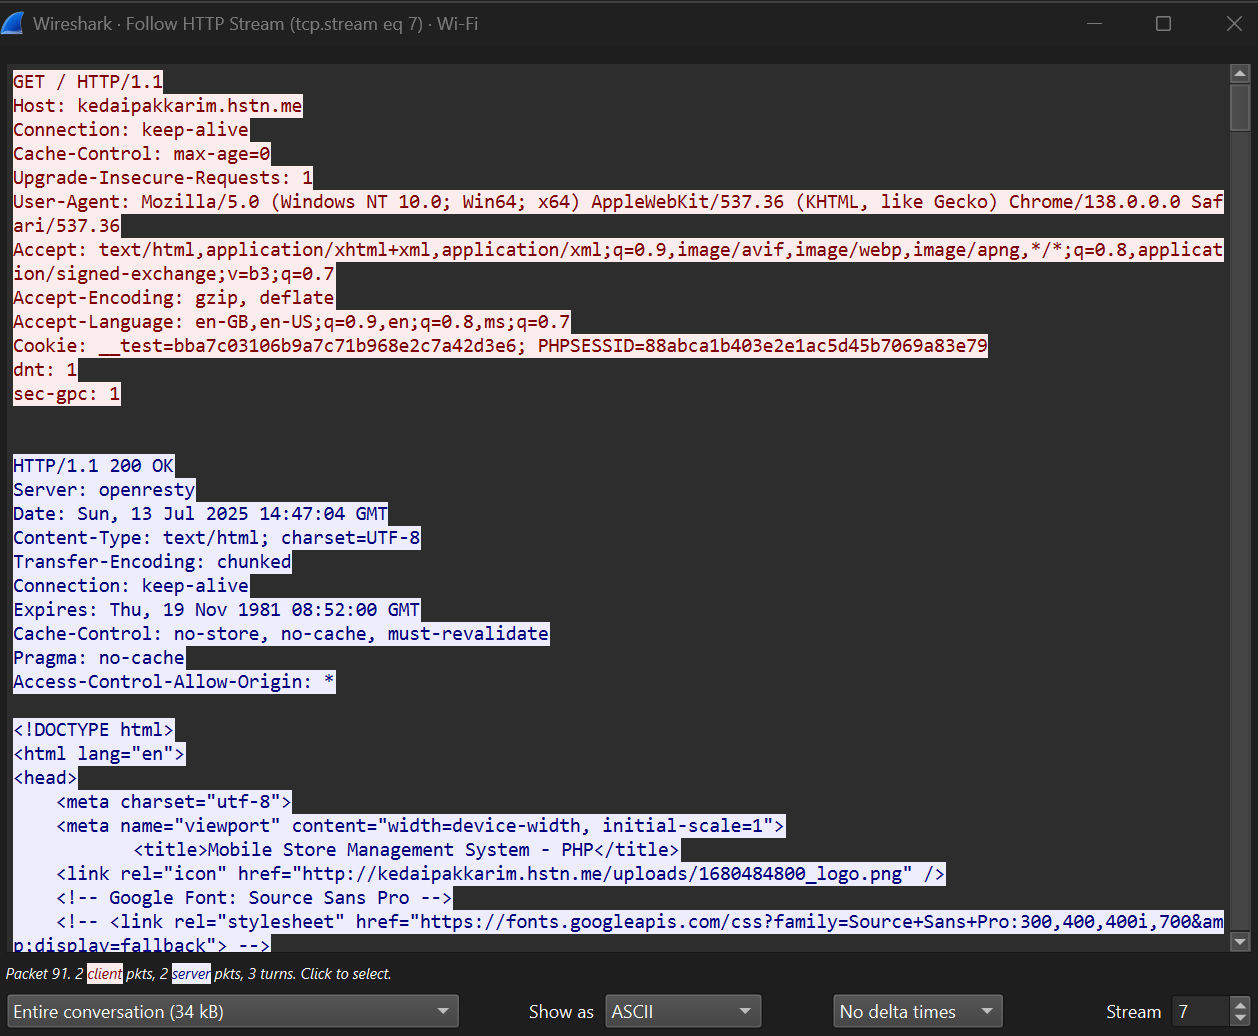 Wireshark · Follow HTTP Stream (tcp.stream eq 7) · Wi-Fi
GET / HTTP/1.1
Host: kedaipakkarim.hstn.me
Connection: keep-alive
Cache-Control: max-age=0
Upgrade-Insecure-Requests: 1
User-Agent: Mozilla/5.0 (Windows NT 10.0; Win64; x64) AppleWebKit/537.36 (KHTML, like Gecko) Chrome/138.0.0.0 Saf
ari/537.36
Accept: text/html,application/xhtml+xml,application/xml;q=0.9,image/avif,image/webp,image/apng,*/*;q=0.8,applicat
ion/signed-exchange;v=b3;q=0.7
Accept-Encoding: gzip, deflate
Accept-Language: en-GB,en-US;q=0.9,en;q=0.8,ms;q=0.7
Cookie: __test=bba7c03106b9a7c71b968e2c7a42d3e6; PHPSESSID=88abca1b403e2e1ac5d45b7069a83e79
dnt: 1
sec-gpc: 1
HTTP/1.1 200 OK
Server: openresty
Date: Sun, 13 Jul 2025 14:47:04 GMT
Content-Type: text/html; charset=UTF-8
Transfer-Encoding: chunked
Connection: keep-alive
Expires: Thu, 19 Nov 1981 08:52:00 GMT
Cache-Control: no-store, no-cache, must-revalidate
Pragma: no-cache
Access-Control-Allow-Origin: *
<!DOCTYPE html>
<html lang="en">
<head>
    <meta charset="utf-8">
    <meta name="viewport" content="width=device-width, initial-scale=1">
           <title>Mobile Store Management System - PHP</title>
    <link rel="icon" href="http://kedaipakkarim.hstn.me/uploads/1680484800_logo.png" />
    <!-- Google Font: Source Sans Pro -->
    <!-- <link rel="stylesheet" href="https://fonts.googleapis.com/css?family=Source+Sans+Pro:300,400,400i,700&am
p;display=fallback"> -->
Packet 91. 2 client pkts, 2 server pkts, 3 turns. Click to select.
Entire conversation (34 kB) Show as ASCII No delta times Stream 7